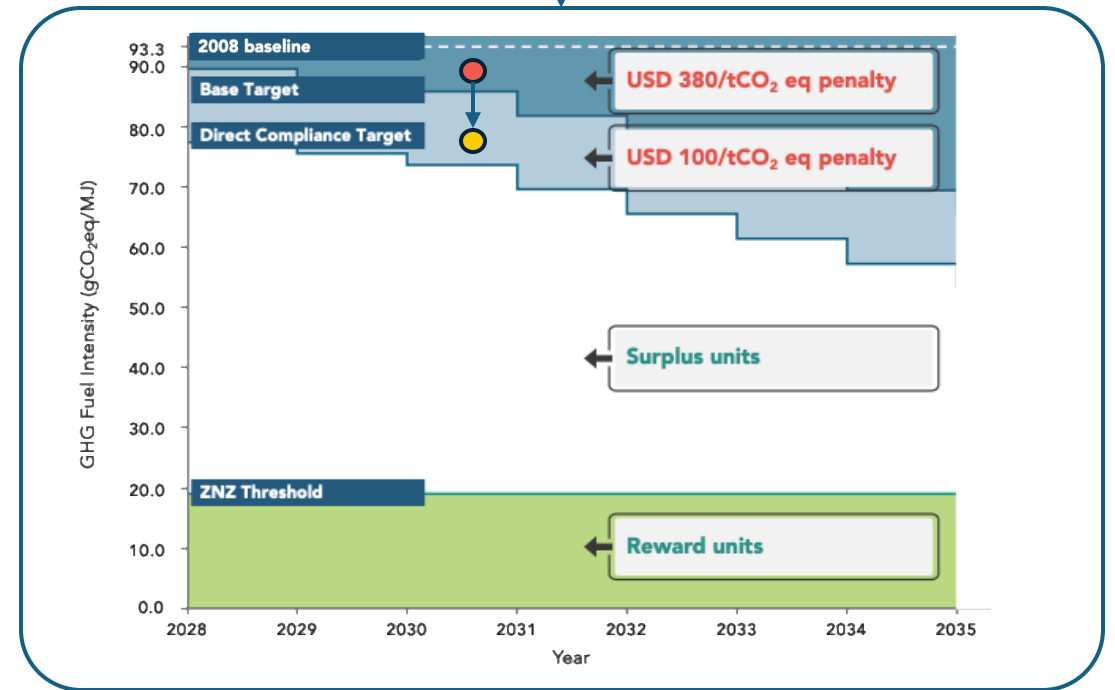 93.3
2008 baseline
90.0
USD 380/tCO₂ eq penalty
Base Target
80.0
Direct Compliance Target
USD 100/tCO₂ eq penalty
70.0
60.0
50.0
Surplus units
40.0
30.0
20.0
ZNZ Threshold
10.0
Reward units
0.0
GHG Fuel Intensity (gCO₂eq/MJ)
2028 2029 2030 2031 2032 2033 2034 2035
Year